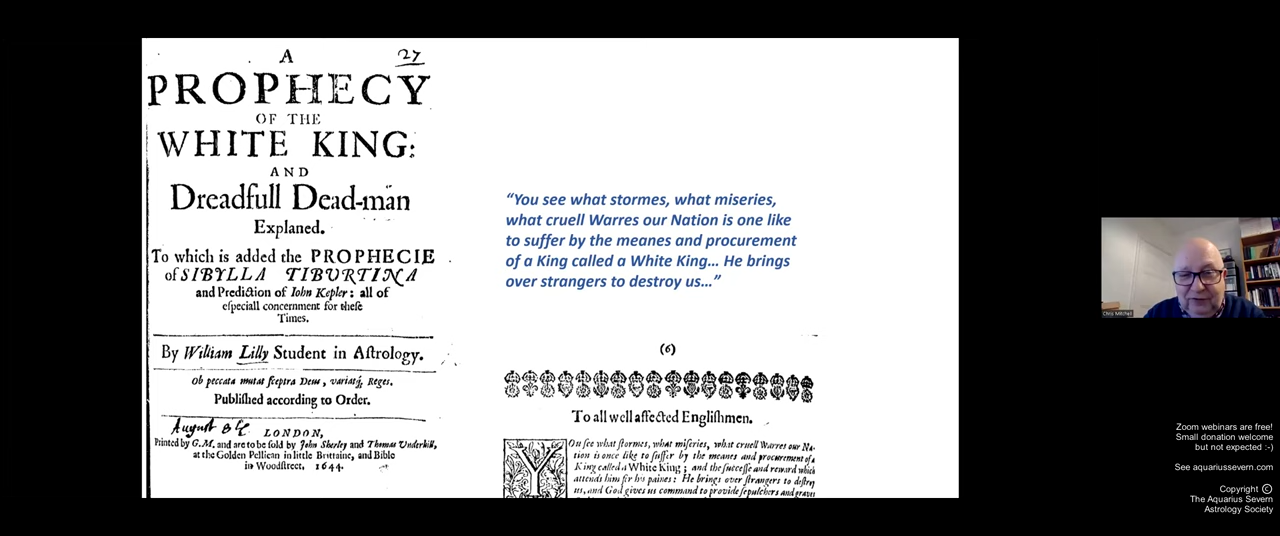 A
27
PROPHECY
OF THE
WHITE KING:
AND
Dreadfull Dead-man
Explaned.
To which is added the PROPHECIE
of SIBYLLA TIBURTINA
and Prediction of Iohn Kepler: all of
especiall concernment for these
Times.
By William Lilly Student in Astrology.
Ob peccata mutat sceptra Deus, variatq, Reges.
Published according to Order.
August
LONDON,
Printed by G.M. and are to be sold by John Sherley and Thomas Underhill,
at the Golden Pellican in little Brittaine, and Bible
in Woodstreet. 1644.
“You see what stormes, what miseries,
what cruell Warres our Nation is one like
to suffer by the meanes and procurement
of a King called a White King... He brings
over strangers to destroy us...”
(6)
To all well affected Englishmen.
You see what stormes, what miseries, what cruell Warres our Na-
tion is once like to suffer by the meanes and procurement of a
King called a White King; and the successe and reward which
attends him for his paines: He brings over strangers to destroy
us, and God gives us command to provide sepulchers and graves
Chris Mitchell
Zoom webinars are free!
Small donation welcome
but not expected :-)
See aquariussevern.com
Copyright ©
The Aquarius Severn
Astrology Society